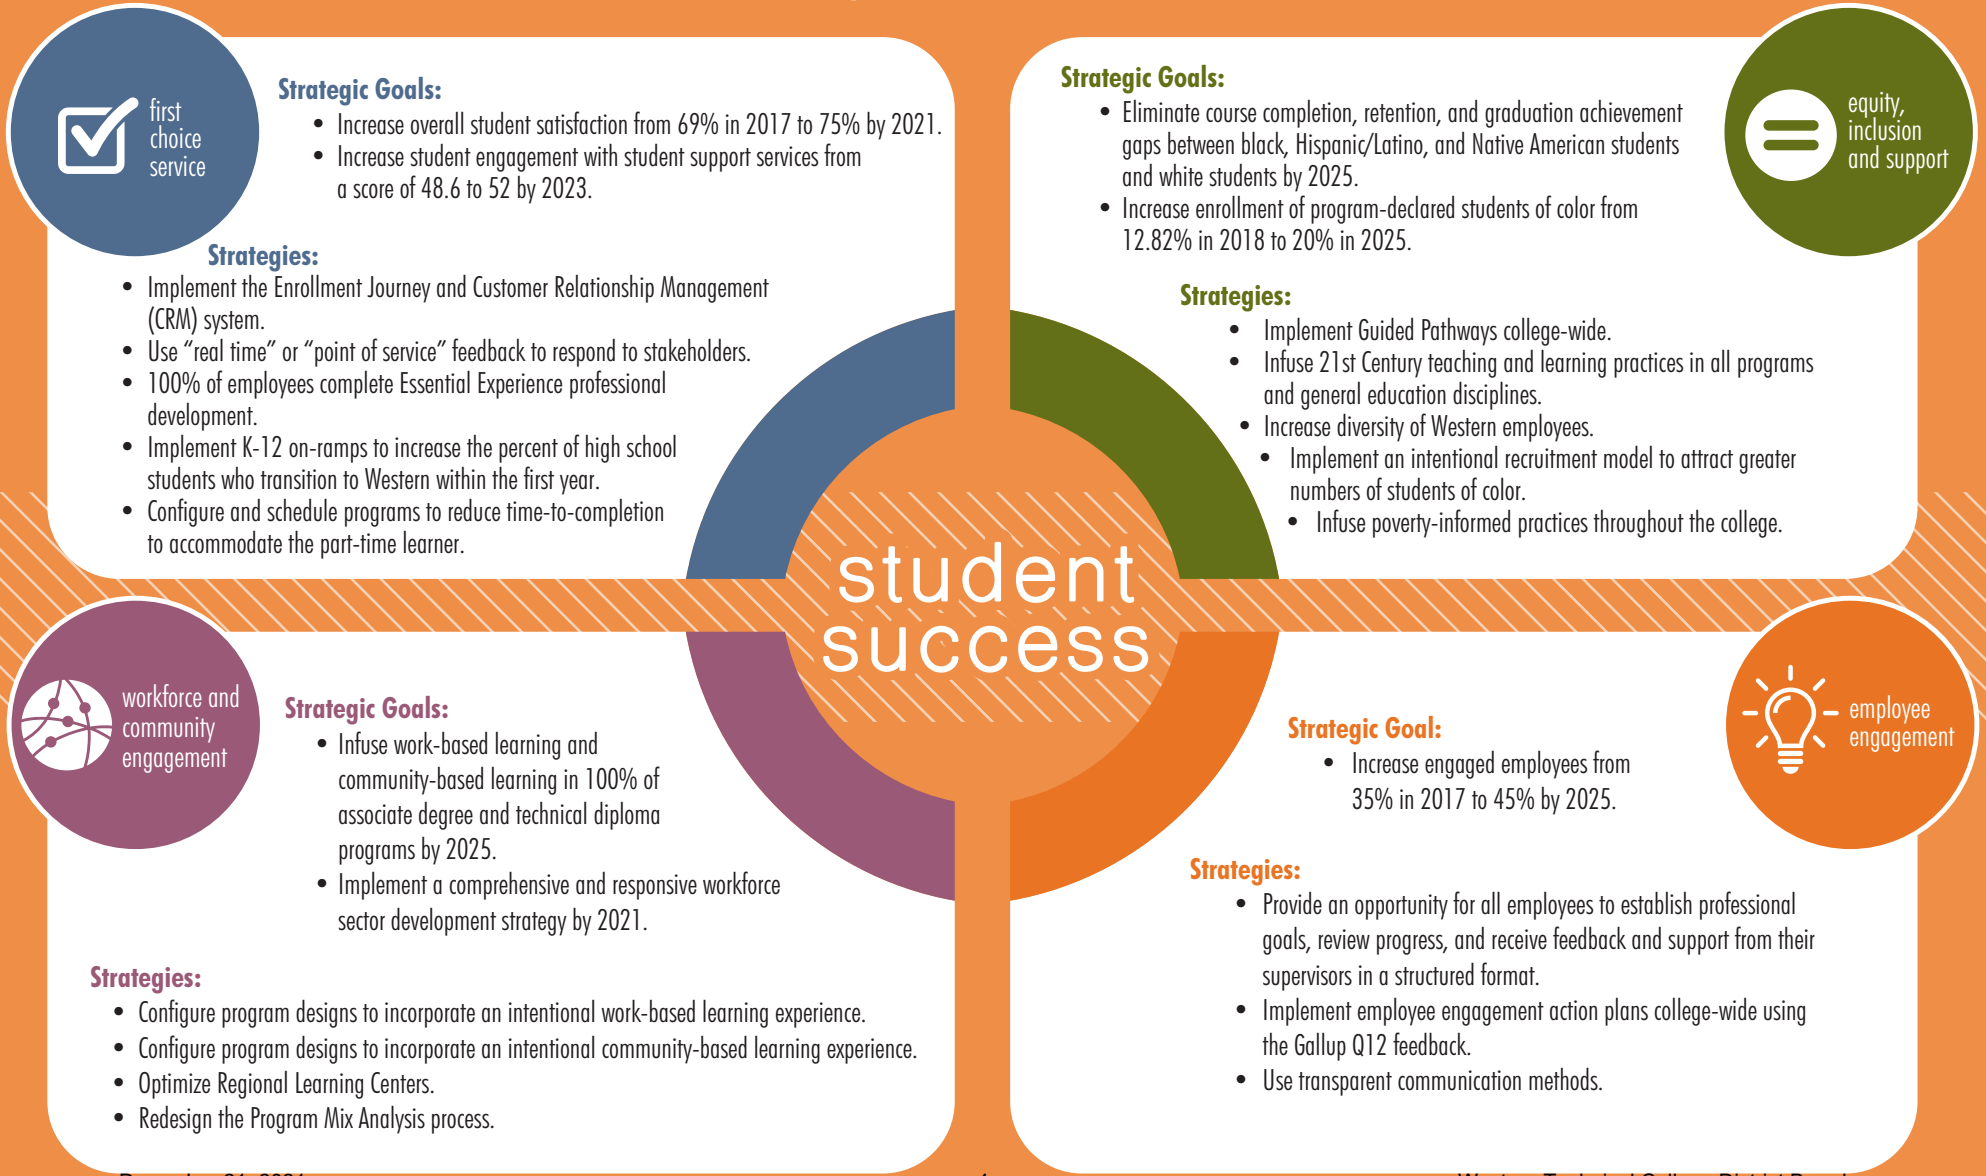 first
choice
service
Strategic Goals:
• Increase overall student satisfaction from 69% in 2017 to 75% by 2021.
• Increase student engagement with student support services from
a score of 48.6 to 52 by 2023.
Strategies:
• Implement the Enrollment Journey and Customer Relationship Management
(CRM) system.
• Use “real time” or “point of service” feedback to respond to stakeholders.
• 100% of employees complete Essential Experience professional
development.
• Implement K-12 on-ramps to increase the percent of high school
students who transition to Western within the first year.
• Configure and schedule programs to reduce time-to-completion
to accommodate the part-time learner.
equity,
inclusion
and support
Strategic Goals:
• Eliminate course completion, retention, and graduation achievement
gaps between black, Hispanic/Latino, and Native American students
and white students by 2025.
• Increase enrollment of program-declared students of color from
12.82% in 2018 to 20% in 2025.
Strategies:
• Implement Guided Pathways college-wide.
• Infuse 21st Century teaching and learning practices in all programs
and general education disciplines.
• Increase diversity of Western employees.
• Implement an intentional recruitment model to attract greater
numbers of students of color.
• Infuse poverty-informed practices throughout the college.
student
success
workforce and
community
engagement
Strategic Goals:
• Infuse work-based learning and
community-based learning in 100% of
associate degree and technical diploma
programs by 2025.
• Implement a comprehensive and responsive workforce
sector development strategy by 2021.
Strategies:
• Configure program designs to incorporate an intentional work-based learning experience.
• Configure program designs to incorporate an intentional community-based learning experience.
• Optimize Regional Learning Centers.
• Redesign the Program Mix Analysis process.
employee
engagement
Strategic Goal:
• Increase engaged employees from
35% in 2017 to 45% by 2025.
Strategies:
• Provide an opportunity for all employees to establish professional
goals, review progress, and receive feedback and support from their
supervisors in a structured format.
• Implement employee engagement action plans college-wide using
the Gallup Q12 feedback.
• Use transparent communication methods.